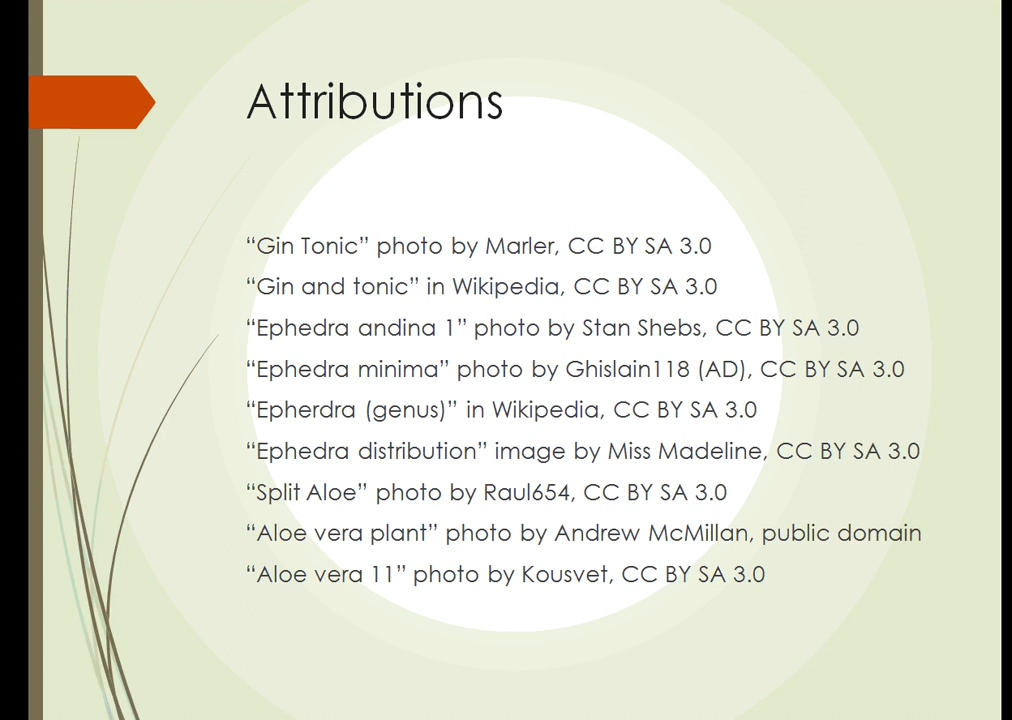 Attributions
“Gin Tonic” photo by Marler, CC BY SA 3.0
“Gin and tonic” in Wikipedia, CC BY SA 3.0
“Ephedra andina 1” photo by Stan Shebs, CC BY SA 3.0
“Ephedra minima” photo by Ghislain118 (AD), CC BY SA 3.0
“Epherdra (genus)” in Wikipedia, CC BY SA 3.0
“Ephedra distribution” image by Miss Madeline, CC BY SA 3.0
“Split Aloe” photo by Raul654, CC BY SA 3.0
“Aloe vera plant” photo by Andrew McMillan, public domain
“Aloe vera 11” photo by Kousvet, CC BY SA 3.0